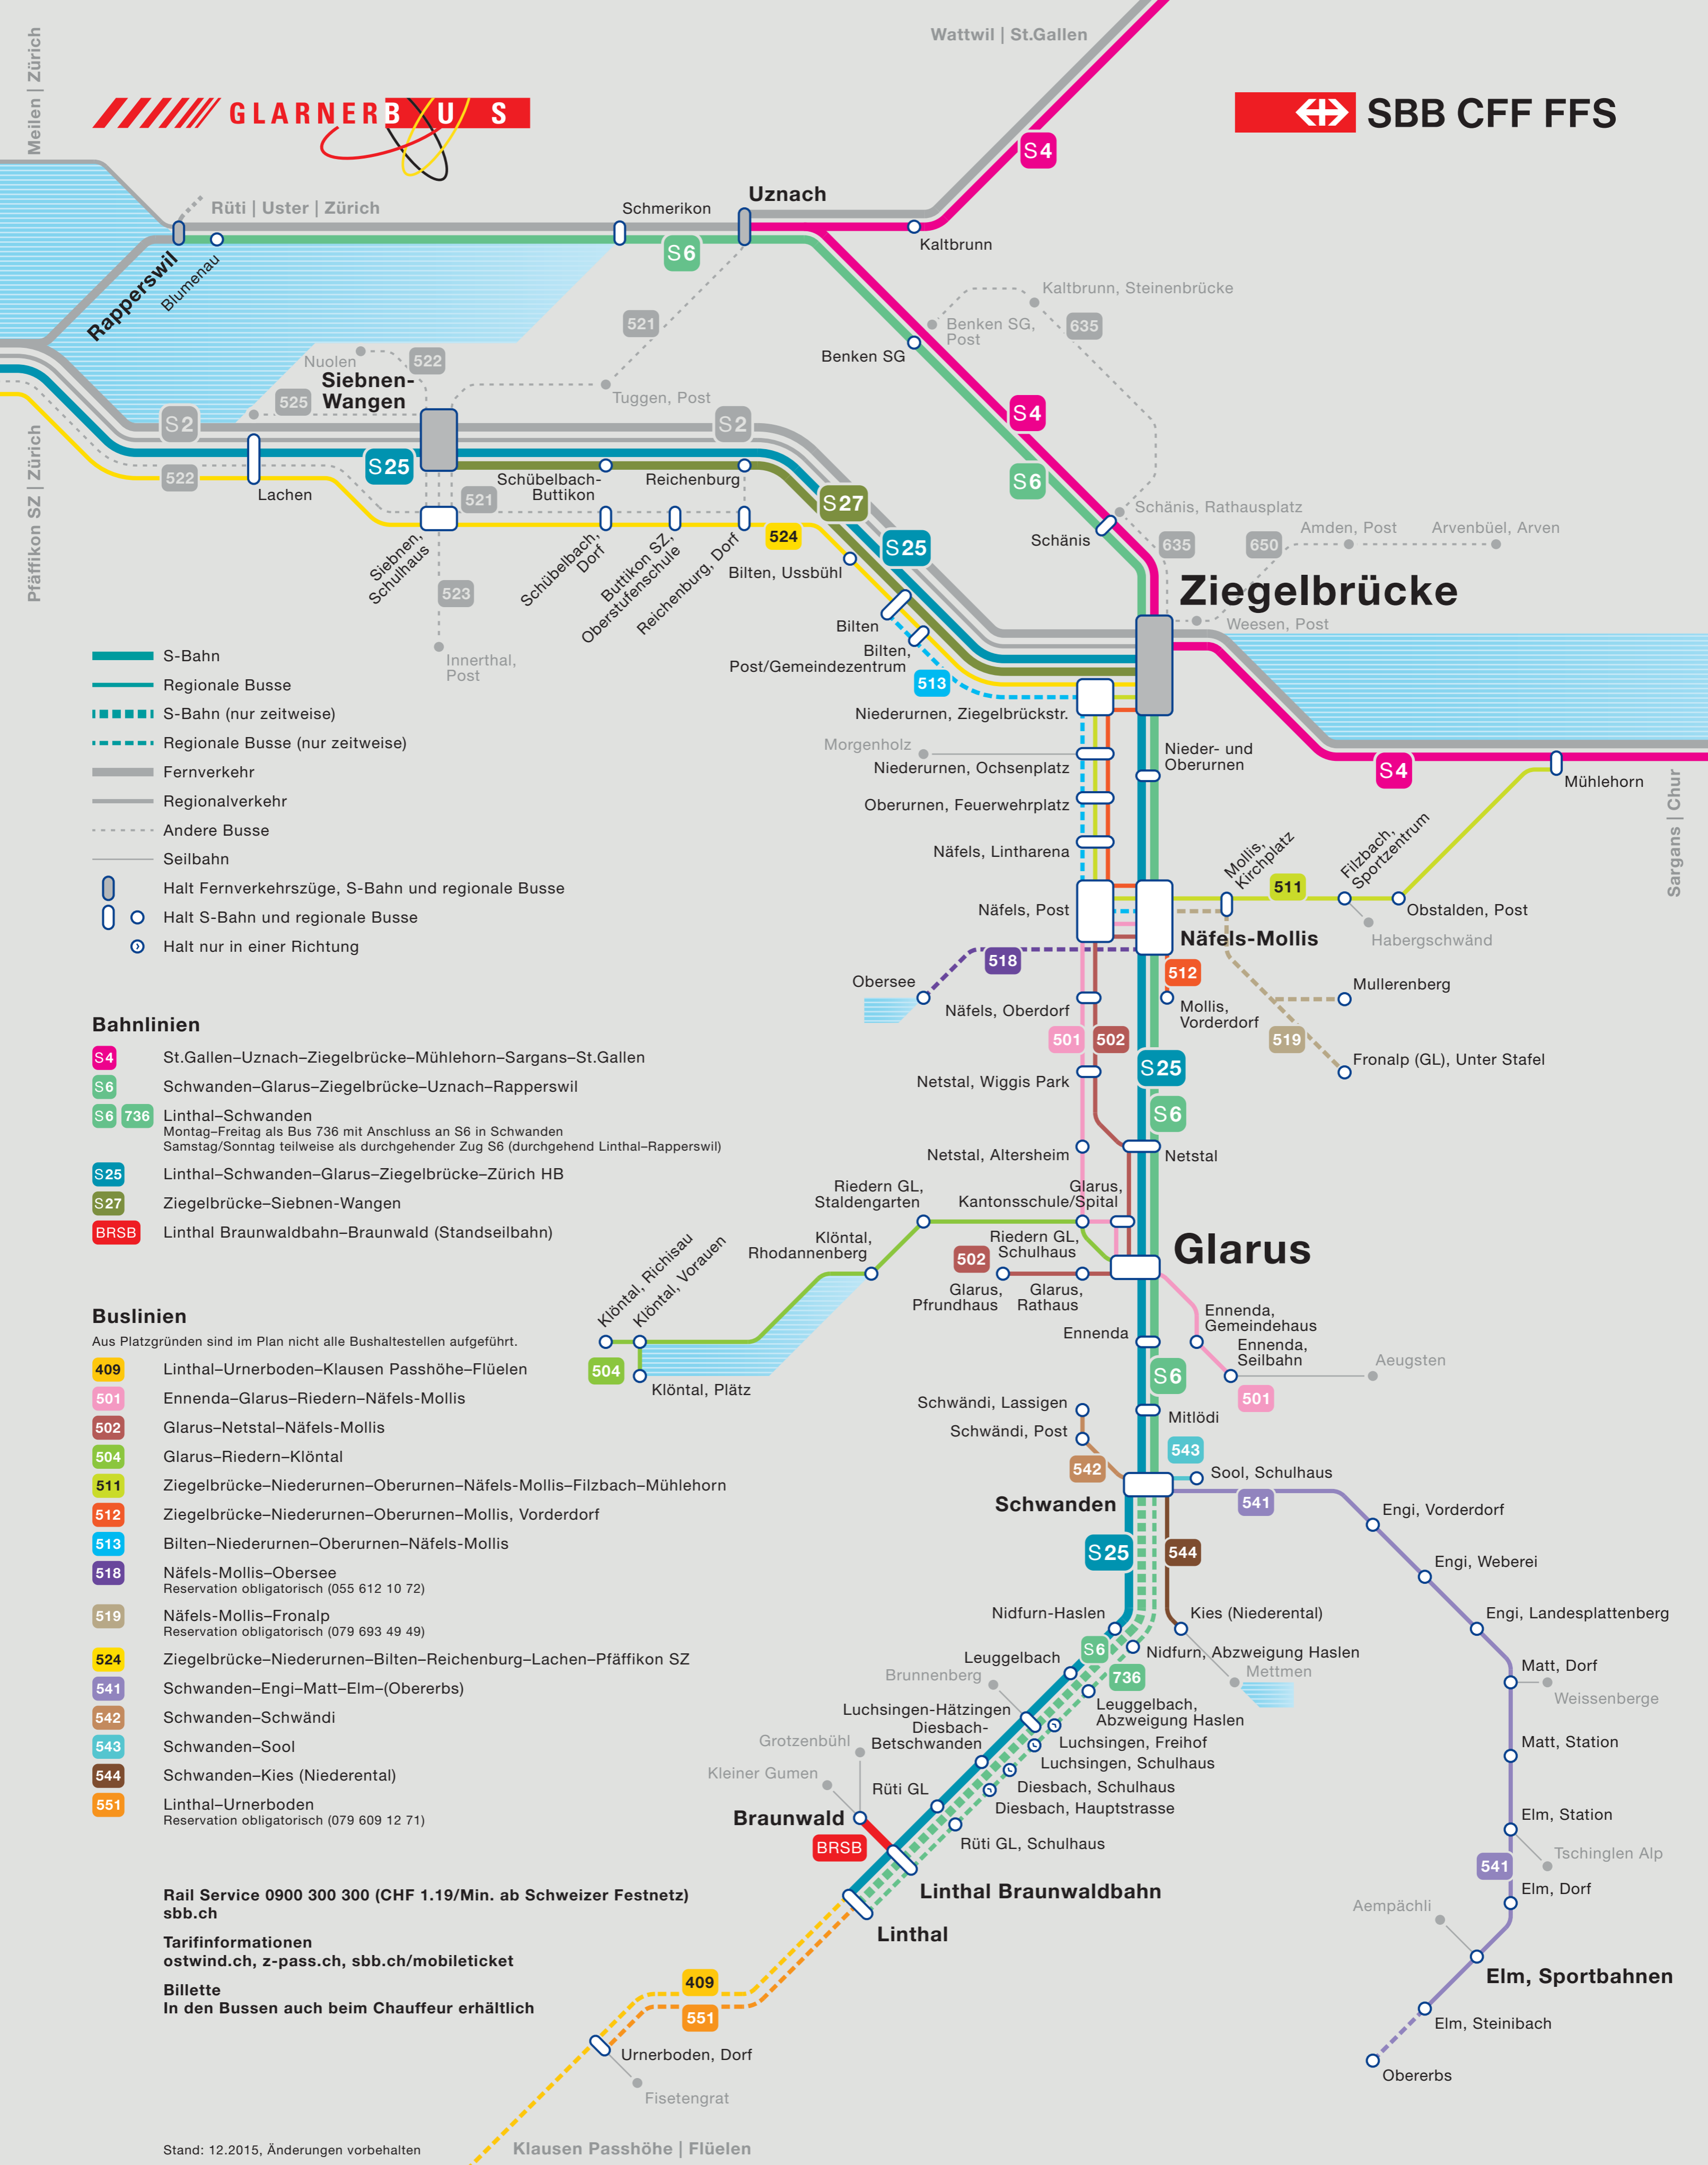 Meilen | Zürich
Wattwil | St.Gallen
GLARNERBUS
SBB CFF FFS
S4
Rüti | Uster | Zürich
Schmerikon
Uznach
Kaltbrunn
S6
Rapperswil
Blumenau
521
Kaltbrunn, Steinenbrücke
635
Benken SG,
Post
Benken SG
Nuolen
522
Siebnen-
Wangen
525
Tuggen, Post
S2
S2
S4
S6
S25
522
Lachen
521
Schübelbach-
Buttikon
Reichenburg
S27
524
S25
Schänis, Rathausplatz
Schänis
635
650
Amden, Post
Arvenbüel, Arven
Pfäffikon SZ | Zürich
Siebnen,
Schulhaus
523
Schübelbach,
Dorf
Buttikon SZ,
Oberstufenschule
Reichenburg, Dorf
Bilten, Ussbühl
Ziegelbrücke
Weesen, Post
Bilten
Bilten,
Post/Gemeindezentrum
513
Innerthal,
Post
S-Bahn
Regionale Busse
S-Bahn (nur zeitweise)
Regionale Busse (nur zeitweise)
Fernverkehr
Regionalverkehr
Andere Busse
Seilbahn
Halt Fernverkehrszüge, S-Bahn und regionale Busse
Halt S-Bahn und regionale Busse
Halt nur in einer Richtung
Niederurnen, Ziegelbrückstr.
Morgenholz
Niederurnen, Ochsenplatz
Nieder- und
Oberurnen
Oberurnen, Feuerwehrplatz
Näfels, Lintharena
S4
Mühlehorn
Sargans | Chur
Mollis,
Kirchplatz
Filzbach,
Sportzentrum
511
Obstalden, Post
Habergschwänd
Näfels, Post
Näfels-Mollis
518
512
Obersee
Näfels, Oberdorf
Mollis,
Vorderdorf
Mullerenberg
519
Fronalp (GL), Unter Stafel
501
502
S25
Netstal, Wiggis Park
S6
Netstal, Altersheim
Netstal
Bahnlinien
S4 St.Gallen–Uznach–Ziegelbrücke–Mühlehorn–Sargans–St.Gallen
S6 Schwanden–Glarus–Ziegelbrücke–Uznach–Rapperswil
S6 736 Linthal–Schwanden
Montag–Freitag als Bus 736 mit Anschluss an S6 in Schwanden
Samstag/Sonntag teilweise als durchgehender Zug S6 (durchgehend Linthal–Rapperswil)
S25 Linthal–Schwanden–Glarus–Ziegelbrücke–Zürich HB
S27 Ziegelbrücke–Siebnen-Wangen
BRSB Linthal Braunwaldbahn–Braunwald (Standseilbahn)
Riedern GL,
Staldengarten
Glarus,
Kantonsschule/Spital
Klöntal,
Rhodannenberg
Riedern GL,
Schulhaus
502
Glarus
Klöntal, Richisau
Klöntal, Vorauen
Glarus,
Pfrundhaus
Glarus,
Rathaus
504
Klöntal, Plätz
Ennenda
Ennenda,
Gemeindehaus
Ennenda,
Seilbahn
Aeugsten
S6
501
Schwändi, Lassigen
Schwändi, Post
Mitlödi
542
543
Sool, Schulhaus
541
Schwanden
Buslinien
Aus Platzgründen sind im Plan nicht alle Bushaltestellen aufgeführt.
409 Linthal–Urnerboden–Klausen Passhöhe–Flüelen
501 Ennenda–Glarus–Riedern–Näfels-Mollis
502 Glarus–Netstal–Näfels-Mollis
504 Glarus–Riedern–Klöntal
511 Ziegelbrücke–Niederurnen–Oberurnen–Näfels-Mollis–Filzbach–Mühlehorn
512 Ziegelbrücke–Niederurnen–Oberurnen–Mollis, Vorderdorf
513 Bilten–Niederurnen–Oberurnen–Näfels-Mollis
518 Näfels-Mollis–Obersee
Reservation obligatorisch (055 612 10 72)
519 Näfels-Mollis–Fronalp
Reservation obligatorisch (079 693 49 49)
524 Ziegelbrücke–Niederurnen–Bilten–Reichenburg–Lachen–Pfäffikon SZ
541 Schwanden–Engi–Matt–Elm–(Obererbs)
542 Schwanden–Schwändi
543 Schwanden–Sool
544 Schwanden–Kies (Niederental)
551 Linthal–Urnerboden
Reservation obligatorisch (079 609 12 71)
S25
544
Engi, Vorderdorf
Engi, Weberei
Engi, Landesplattenberg
Matt, Dorf
Weissenberge
Matt, Station
Elm, Station
Tschinglen Alp
541
Elm, Dorf
Aempächli
Elm, Sportbahnen
Elm, Steinibach
Obererbs
Nidfurn-Haslen
Kies (Niederental)
S6
Nidfurn, Abzweigung Haslen
Mettmen
736
Leuggelbach
Brunnenberg
Leuggelbach,
Abzweigung Haslen
Luchsingen-Hätzingen
Luchsingen, Freihof
Diesbach-
Betschwanden
Luchsingen, Schulhaus
Grotzenbühl
Kleiner Gumen
Diesbach, Schulhaus
Rüti GL
Diesbach, Hauptstrasse
Braunwald
Rüti GL, Schulhaus
BRSB
Linthal Braunwaldbahn
Linthal
Rail Service 0900 300 300 (CHF 1.19/Min. ab Schweizer Festnetz)
sbb.ch
Tarifinformationen
ostwind.ch, z-pass.ch, sbb.ch/mobileticket
Billette
In den Bussen auch beim Chauffeur erhältlich
409
551
Urnerboden, Dorf
Fisetengrat
Stand: 12.2015, Änderungen vorbehalten
Klausen Passhöhe | Flüelen